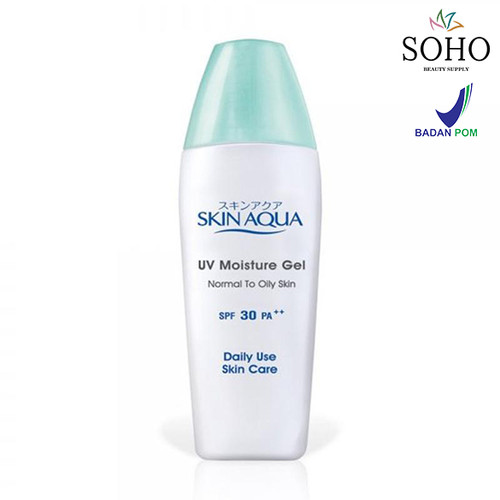 SOHO
BEAUTY SUPPLY
BADAN POM
スキンアクア
SKIN AQUA
UV Moisture Gel
Normal To Oily Skin
SPF 30 PA++
Daily Use
Skin Care